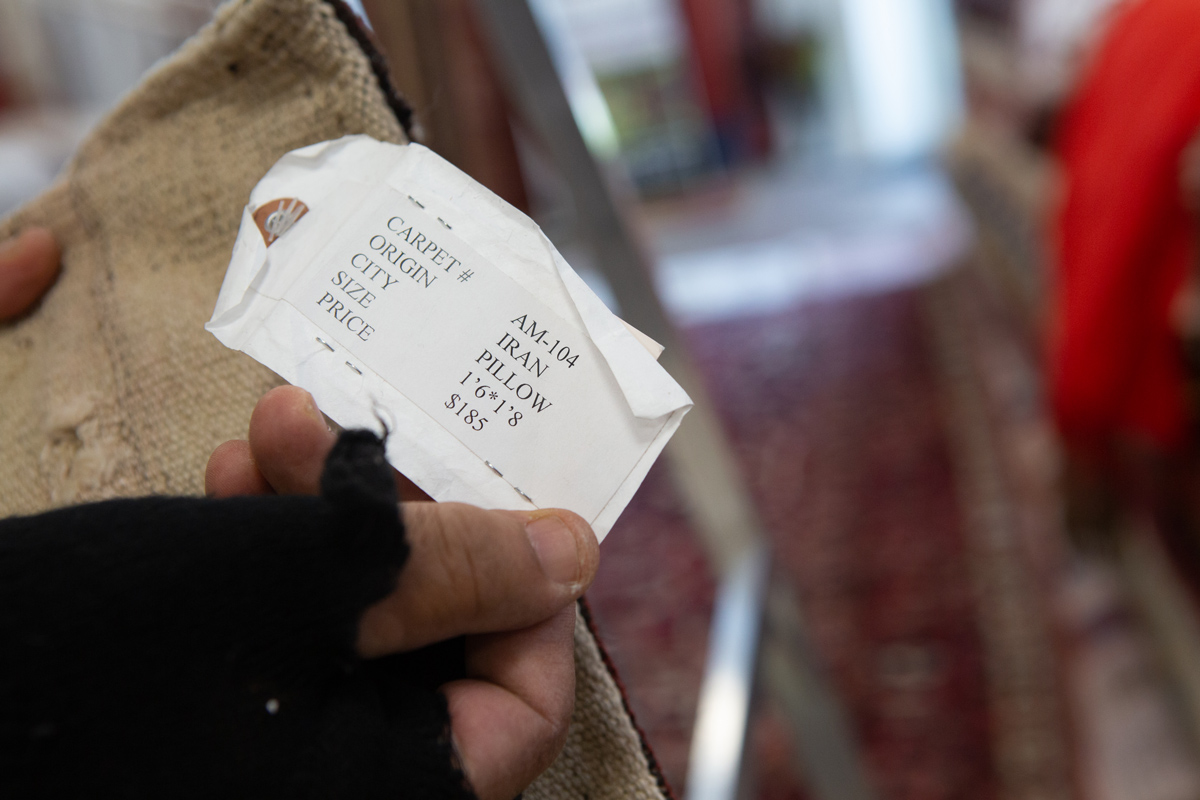 CARPET # AM-104
ORIGIN IRAN
CITY PILLOW
SIZE 1'6*1'8
PRICE $185